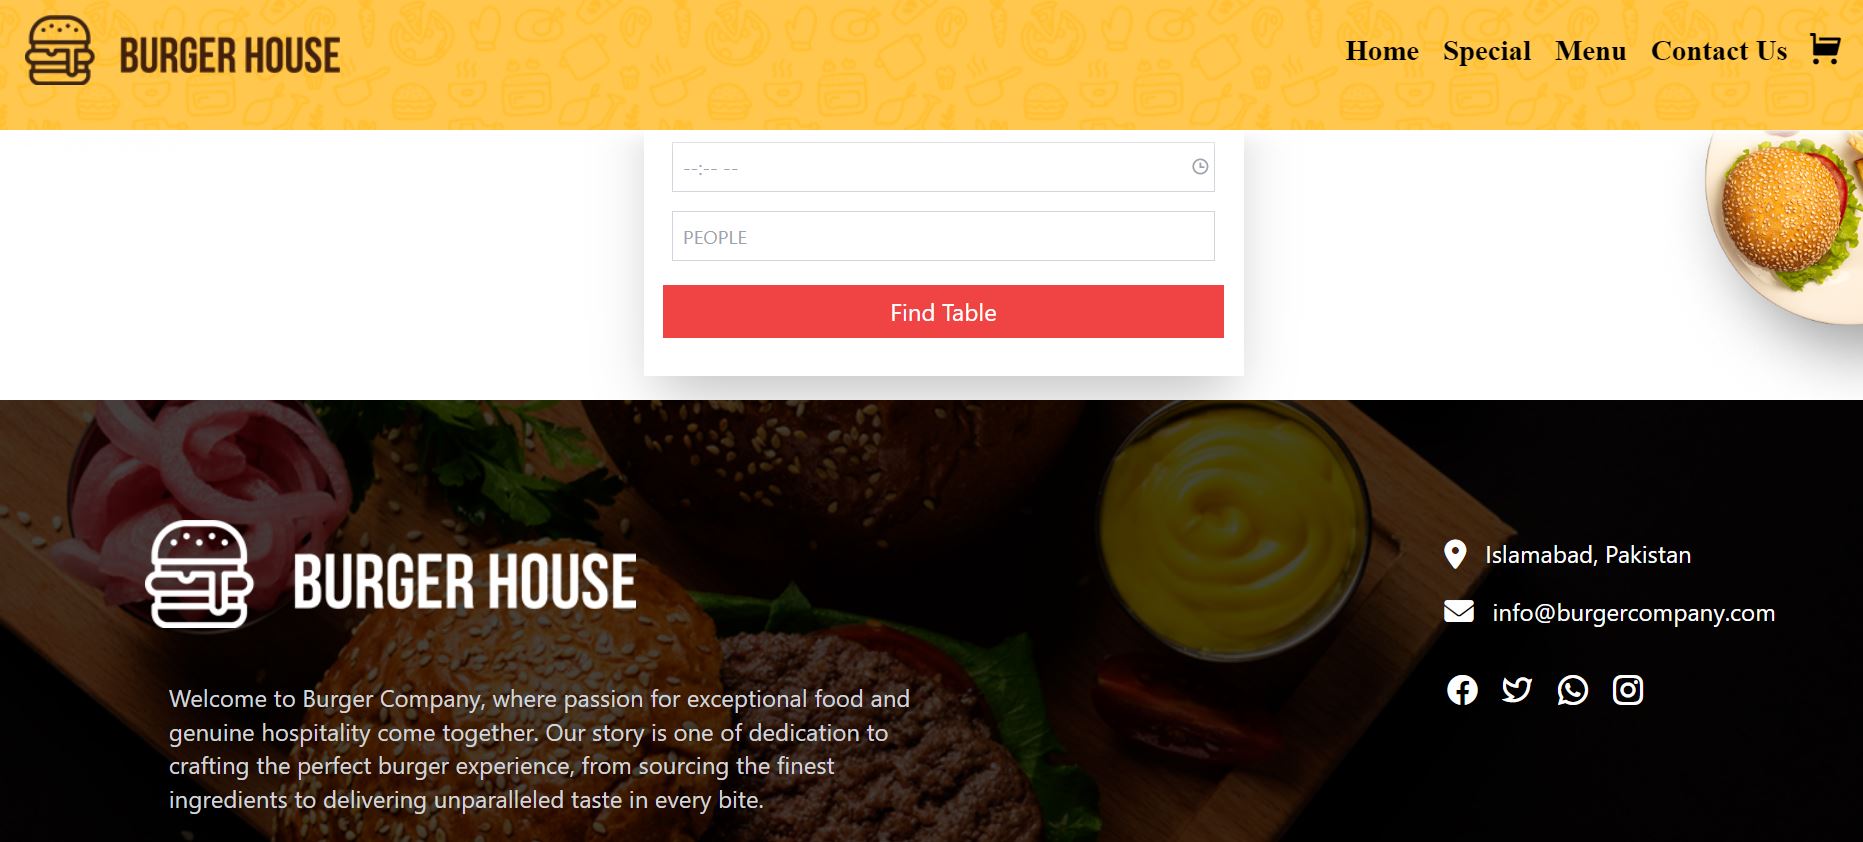 BURGER HOUSE
Home Special Menu Contact Us
--:-- --
PEOPLE
Find Table
BURGER HOUSE
Islamabad, Pakistan
info@burgercompany.com
Welcome to Burger Company, where passion for exceptional food and
genuine hospitality come together. Our story is one of dedication to
crafting the perfect burger experience, from sourcing the finest
ingredients to delivering unparalleled taste in every bite.